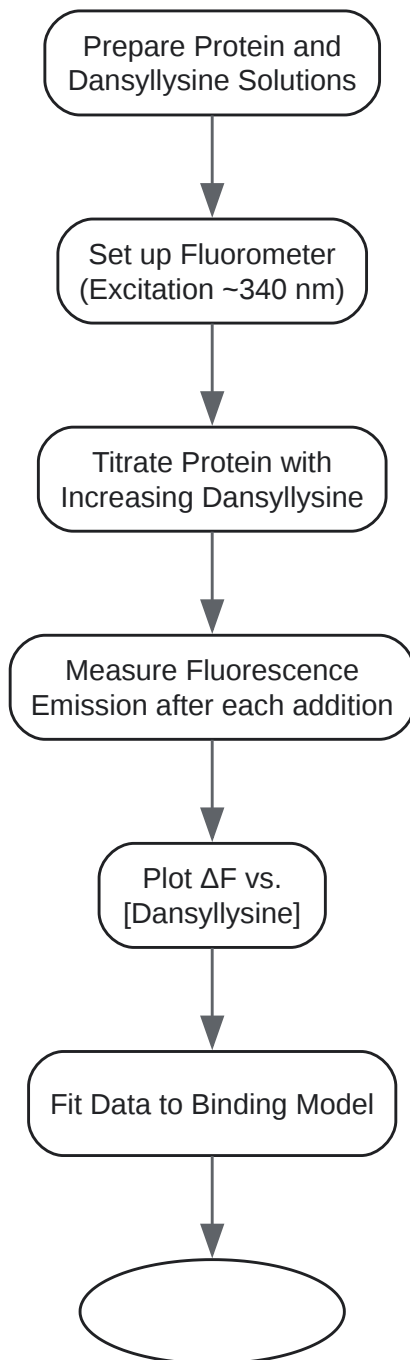 Prepare Protein and
Dansyllysine Solutions
Set up Fluorometer
(Excitation ~340 nm)
Titrate Protein with
Increasing Dansyllysine
Measure Fluorescence
Emission after each addition
Plot ΔF vs.
[Dansyllysine]
Fit Data to Binding Model